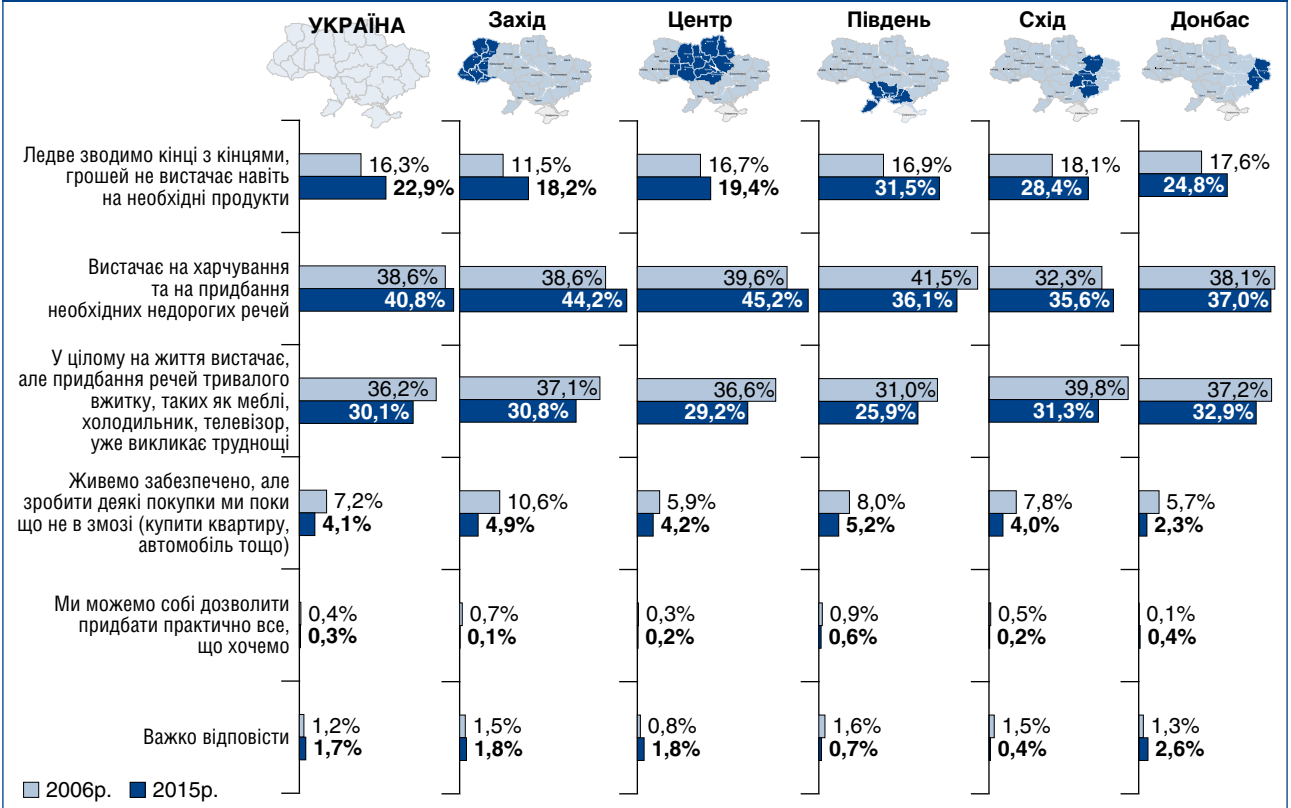 УКРАЇНА Захід Центр Південь Схід Донбас
Ледве зводимо кінці з кінцями,
грошей не вистачає навіть
на необхідні продукти
16,3% 11,5% 16,7% 16,9% 18,1% 17,6%
22,9% 18,2% 19,4% 31,5% 28,4% 24,8%
Вистачає на харчування
та на придбання
необхідних недорогих речей
38,6% 38,6% 39,6% 41,5% 32,3% 38,1%
40,8% 44,2% 45,2% 36,1% 35,6% 37,0%
У цілому на життя вистачає,
але придбання речей тривалого
вжитку, таких як меблі,
холодильник, телевізор,
уже викликає труднощі
36,2% 37,1% 36,6% 31,0% 39,8% 37,2%
30,1% 30,8% 29,2% 25,9% 31,3% 32,9%
Живемо забезпечено, але
зробити деякі покупки ми поки
що не в змозі (купити квартиру,
автомобіль тощо)
7,2% 10,6% 5,9% 8,0% 7,8% 5,7%
4,1% 4,9% 4,2% 5,2% 4,0% 2,3%
Ми можемо собі дозволити
придбати практично все,
що хочемо
0,4% 0,7% 0,3% 0,9% 0,5% 0,1%
0,3% 0,1% 0,2% 0,6% 0,2% 0,4%
Важко відповісти
1,2% 1,5% 0,8% 1,6% 1,5% 1,3%
1,7% 1,8% 1,8% 0,7% 0,4% 2,6%
2006р. 2015р.